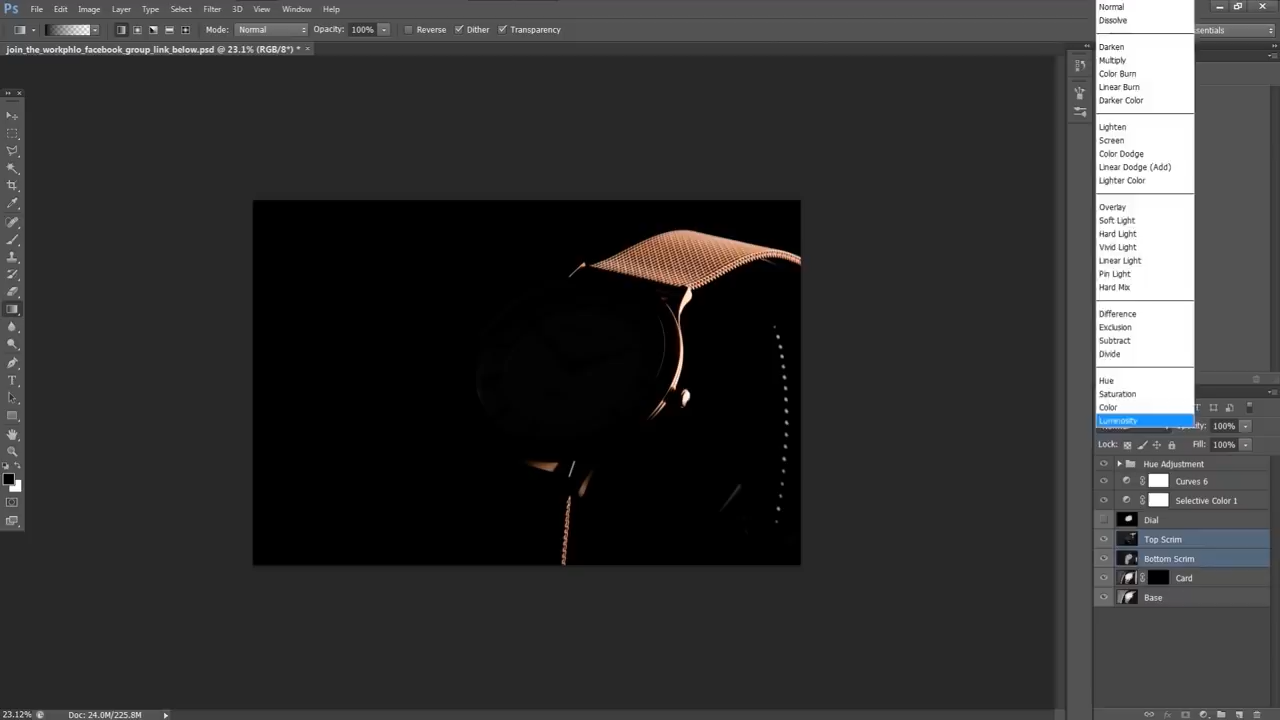 Ps File Edit Image Layer Type Select Filter 3D View Window Help
Mode: Normal Opacity: 100% Reverse Dither Transparency
join_the_workphlo_facebook_group_link_below.psd @ 23.1% (RGB/8*) * ×
Normal
Dissolve
Darken
Multiply
Color Burn
Linear Burn
Darker Color
Lighten
Screen
Color Dodge
Linear Dodge (Add)
Lighter Color
Overlay
Soft Light
Hard Light
Vivid Light
Linear Light
Pin Light
Hard Mix
Difference
Exclusion
Subtract
Divide
Hue
Saturation
Color
Luminosity
sentials
Opacity: 100%
Lock: Fill: 100%
Hue Adjustment
Curves 6
Selective Color 1
Dial
Top Scrim
Bottom Scrim
Card
Base
23.12% Doc: 24.0M/225.8M